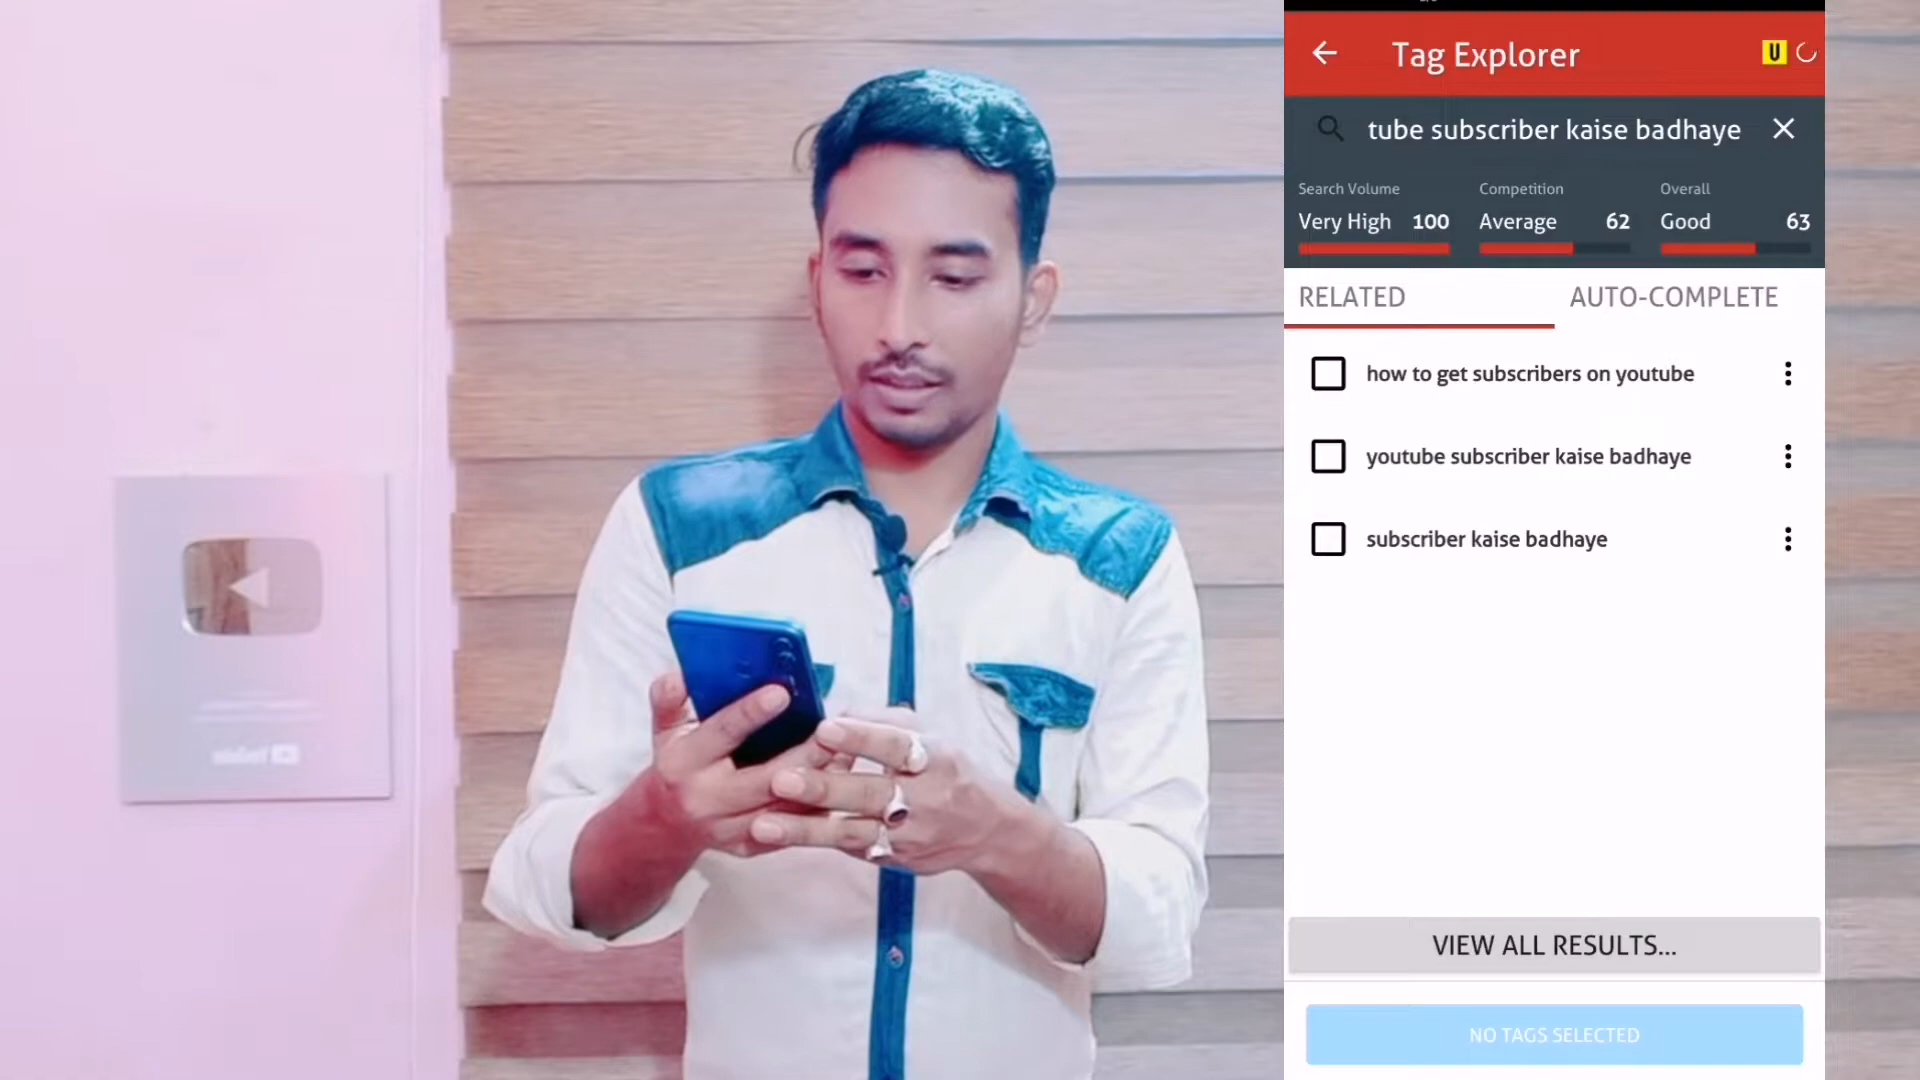 Tag Explorer
U
tube subscriber kaise badhaye
Search Volume Competition Overall
Very High 100 Average 62 Good 63
RELATED AUTO-COMPLETE
how to get subscribers on youtube
youtube subscriber kaise badhaye
subscriber kaise badhaye
VIEW ALL RESULTS...
NO TAGS SELECTED